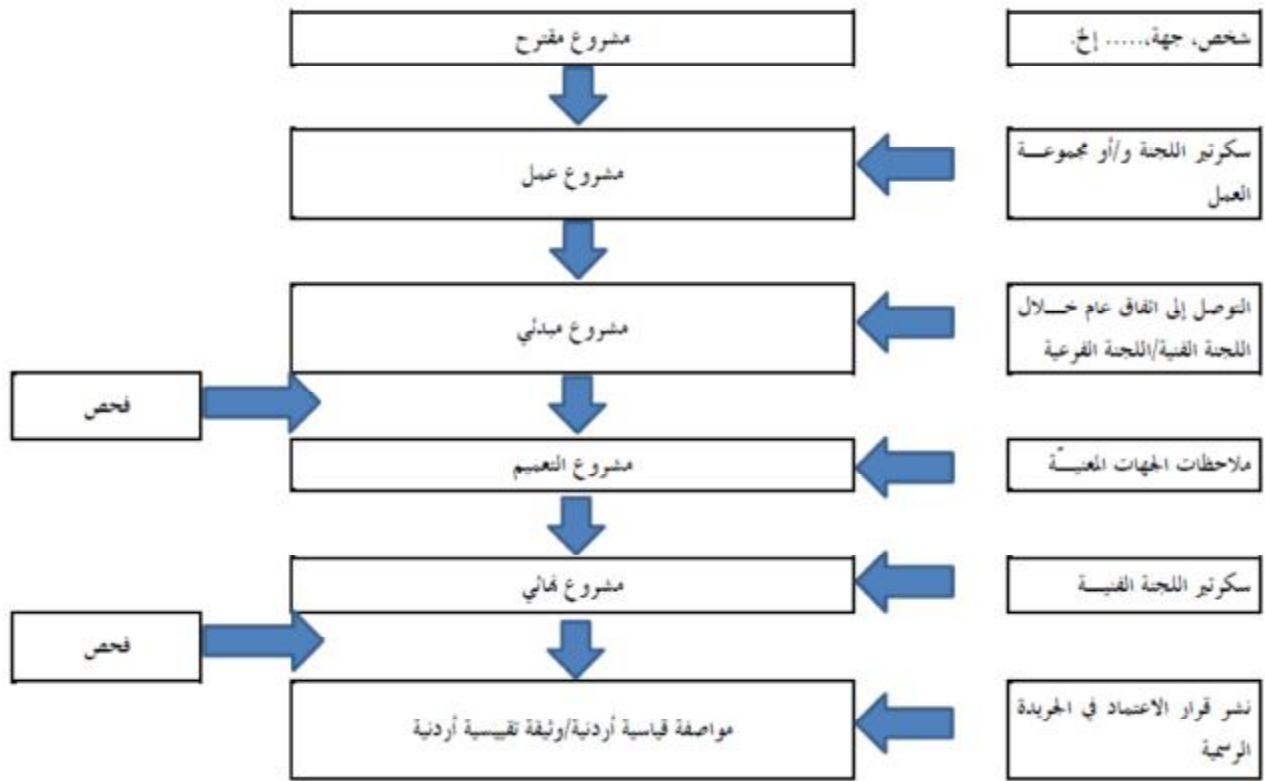 شخص، جهة،..... إلخ.
مشروع مقترح
سكرتير اللجنة و/أو مجموعة
العمل
مشروع عمل
التوصل إلى اتفاق عام خلال
اللجنة الفنية/اللجنة الفرعية
مشروع مبدئي
فحص
ملاحظات الجهات المعنيّة
مشروع التعميم
سكرتير اللجنة الفنية
مشروع نهائي
فحص
نشر قرار الاعتماد في الجريدة
الرسمية
مواصفة قياسية أردنية/وثيقة تقييسية أردنية